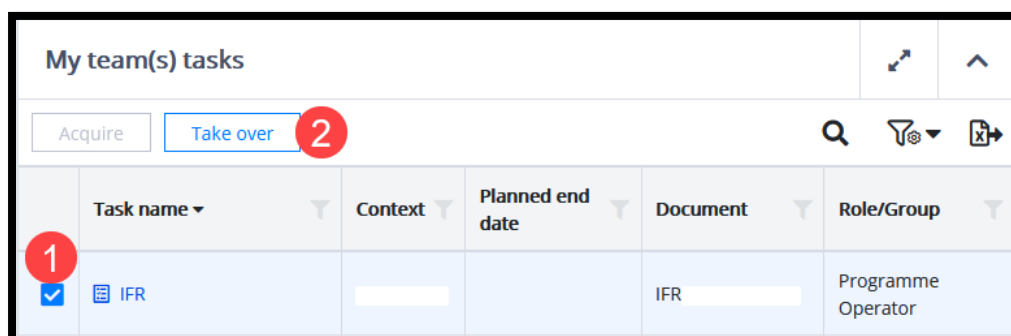 My team(s) tasks
Acquire Take over 2
Task name Context Planned end date Document Role/Group
1
IFR IFR Programme Operator